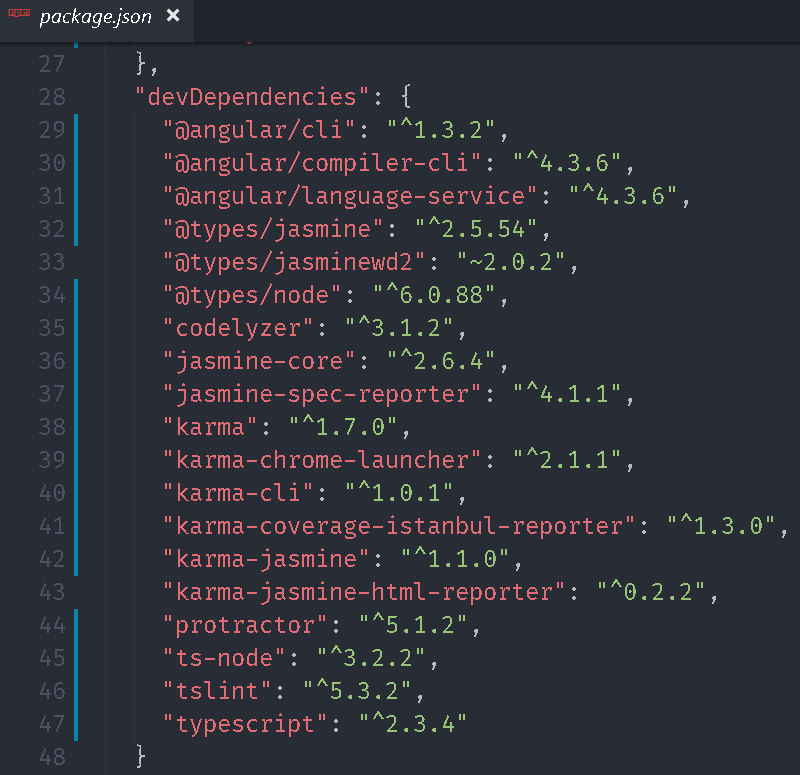 package.json ×
27 },
28 "devDependencies": {
29 "@angular/cli": "^1.3.2",
30 "@angular/compiler-cli": "^4.3.6",
31 "@angular/language-service": "^4.3.6",
32 "@types/jasmine": "^2.5.54",
33 "@types/jasminewd2": "~2.0.2",
34 "@types/node": "^6.0.88",
35 "codelyzer": "^3.1.2",
36 "jasmine-core": "^2.6.4",
37 "jasmine-spec-reporter": "^4.1.1",
38 "karma": "^1.7.0",
39 "karma-chrome-launcher": "^2.1.1",
40 "karma-cli": "^1.0.1",
41 "karma-coverage-istanbul-reporter": "^1.3.0",
42 "karma-jasmine": "^1.1.0",
43 "karma-jasmine-html-reporter": "^0.2.2",
44 "protractor": "^5.1.2",
45 "ts-node": "^3.2.2",
46 "tslint": "^5.3.2",
47 "typescript": "^2.3.4"
48 }